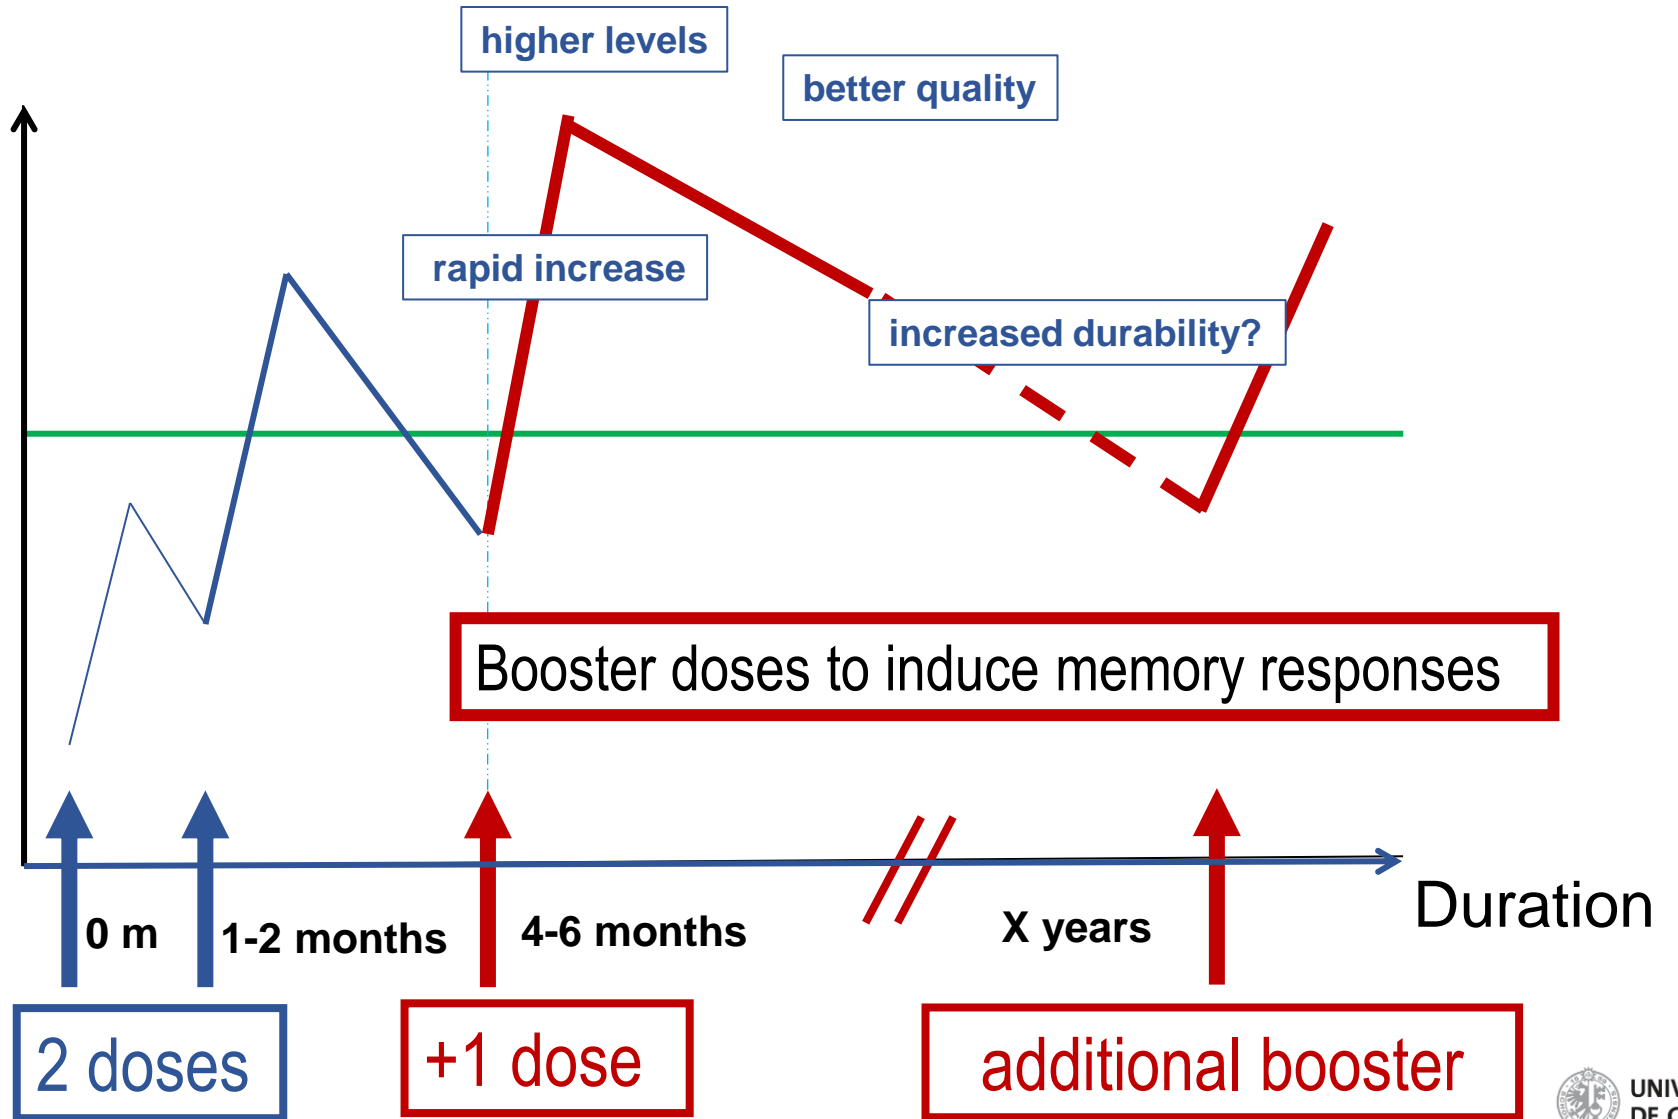 higher levels
better quality
rapid increase
increased durability?
Booster doses to induce memory responses
Duration
0 m
1-2 months
4-6 months
X years
2 doses
+1 dose
additional booster